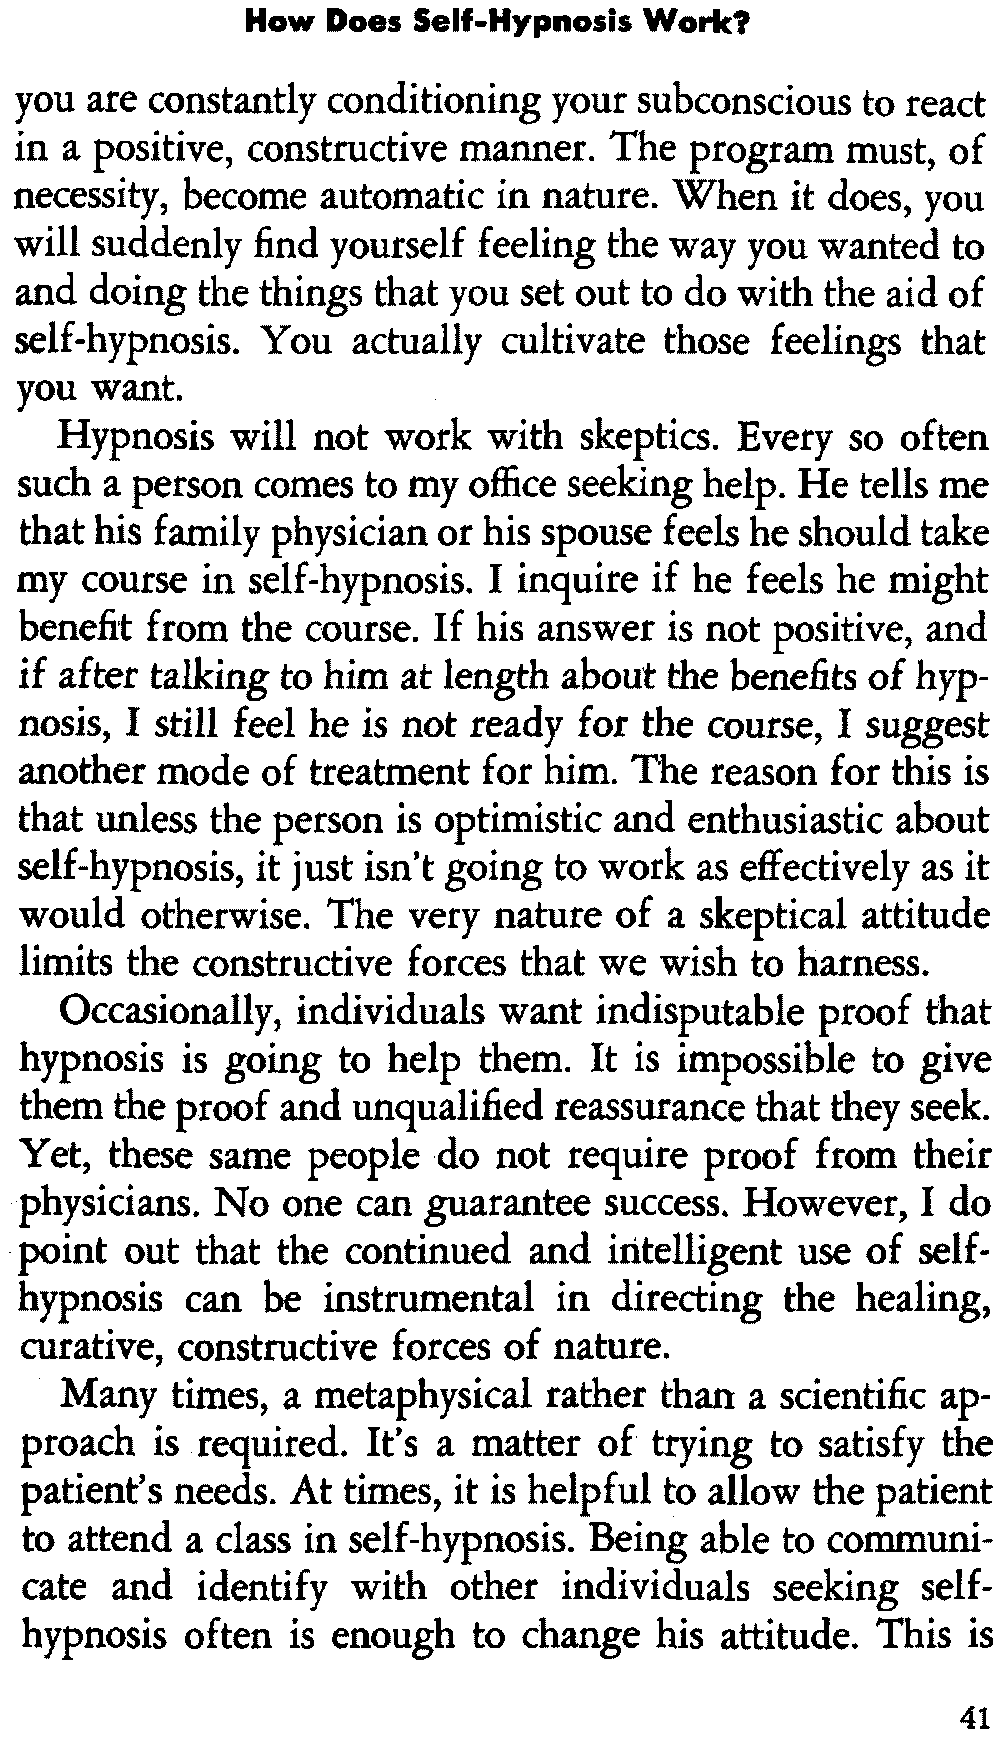 How Does Self-Hypnosis Work?
you are constantly conditioning your subconscious to react
in a positive, constructive manner. The program must, of
necessity, become automatic in nature. When it does, you
will suddenly find yourself feeling the way you wanted to
and doing the things that you set out to do with the aid of
self-hypnosis. You actually cultivate those feelings that
you want.
Hypnosis will not work with skeptics. Every so often
such a person comes to my office seeking help. He tells me
that his family physician or his spouse feels he should take
my course in self-hypnosis. I inquire if he feels he might
benefit from the course. If his answer is not positive, and
if after talking to him at length about the benefits of hyp-
nosis, I still feel he is not ready for the course, I suggest
another mode of treatment for him. The reason for this is
that unless the person is optimistic and enthusiastic about
self-hypnosis, it just isn't going to work as effectively as it
would otherwise. The very nature of a skeptical attitude
limits the constructive forces that we wish to harness.
Occasionally, individuals want indisputable proof that
hypnosis is going to help them. It is impossible to give
them the proof and unqualified reassurance that they seek.
Yet, these same people do not require proof from their
physicians. No one can guarantee success. However, I do
point out that the continued and intelligent use of self-
hypnosis can be instrumental in directing the healing,
curative, constructive forces of nature.
Many times, a metaphysical rather than a scientific ap-
proach is required. It's a matter of trying to satisfy the
patient's needs. At times, it is helpful to allow the patient
to attend a class in self-hypnosis. Being able to communi-
cate and identify with other individuals seeking self-
hypnosis often is enough to change his attitude. This is
41